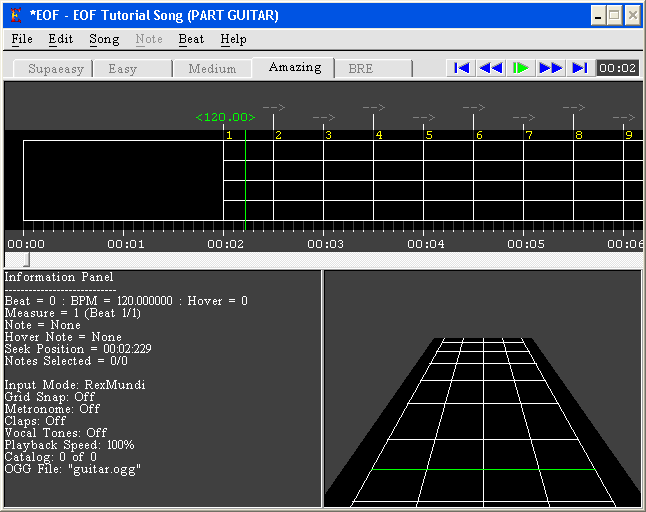 *EOF - EOF Tutorial Song (PART GUITAR)
File Edit Song Note Beat Help
Supaeasy Easy Medium Amazing BRE 00:02
--> --> --> -->
<120.00> --> --> --> -->
1 2 3 4 5 6 7 8 9
00:00 00:01 00:02 00:03 00:04 00:05 00:06
Information Panel
----------------------------
Beat = 0 : BPM = 120.000000 : Hover = 0
Measure = 1 (Beat 1/1)
Note = None
Hover Note = None
Seek Position = 00:02:229
Notes Selected = 0/0
Input Mode: RexMundi
Grid Snap: Off
Metronome: Off
Claps: Off
Vocal Tones: Off
Playback Speed: 100%
Catalog: 0 of 0
OGG File: "guitar.ogg"